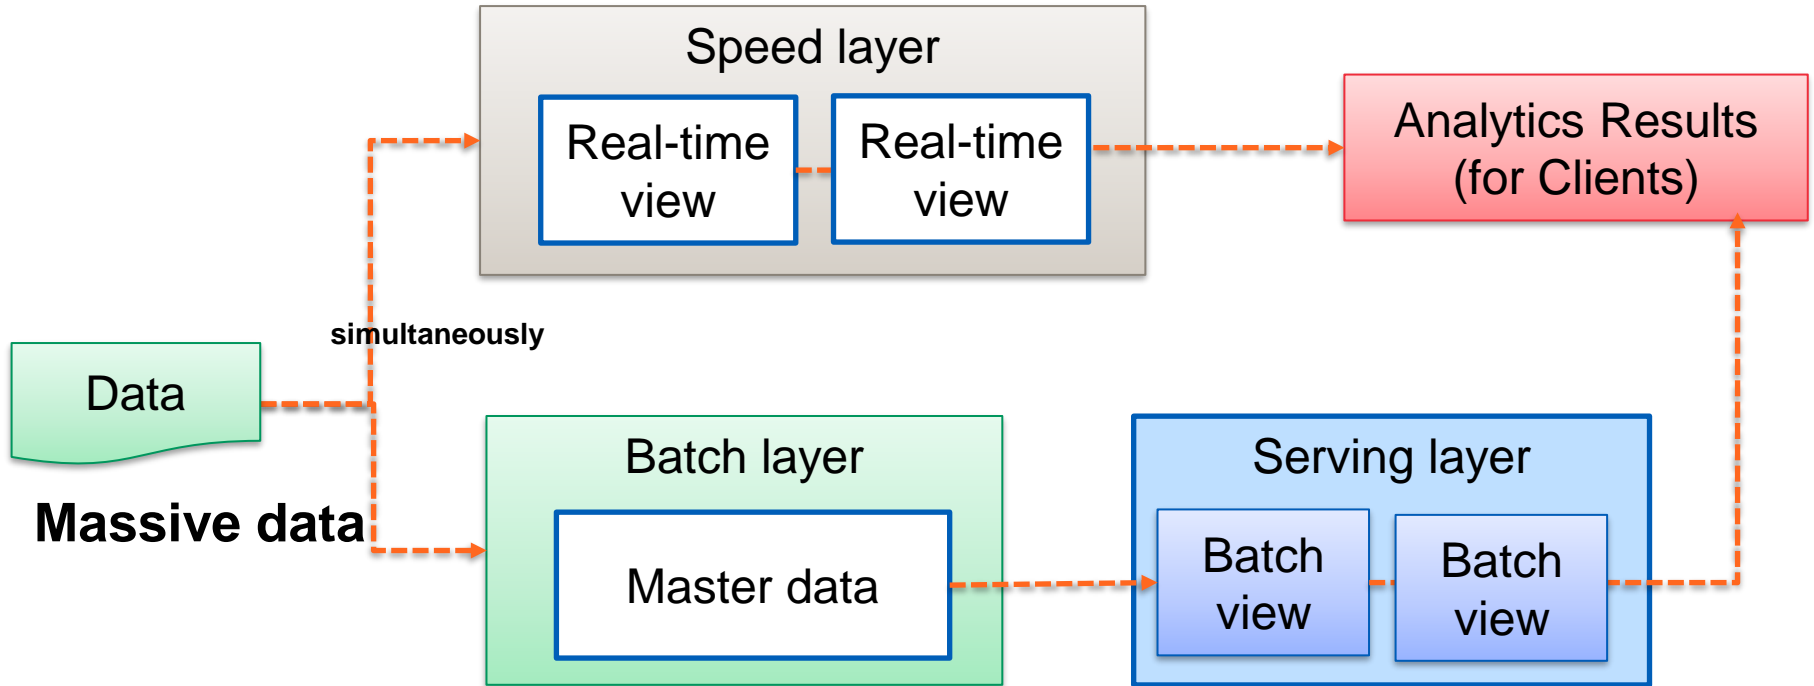 Speed layer
Real-time
view
Real-time
view
Analytics Results
(for Clients)
simultaneously
Data
Massive data
Batch layer
Master data
Serving layer
Batch
view
Batch
view